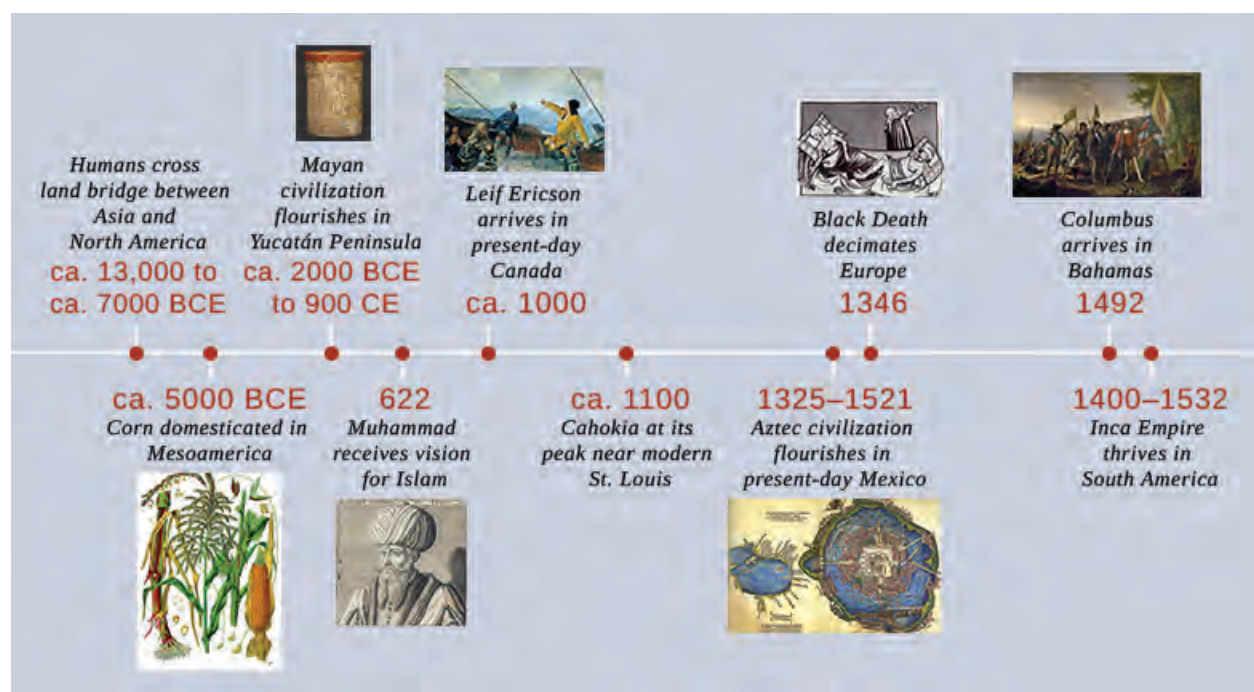 Humans cross
land bridge between
Asia and
North America
ca. 13,000 to
ca. 7000 BCE
Mayan
civilization
flourishes in
Yucatán Peninsula
ca. 2000 BCE
to 900 CE
Leif Ericson
arrives in
present-day
Canada
ca. 1000
Black Death
decimates
Europe
1346
Columbus
arrives in
Bahamas
1492
ca. 5000 BCE
Corn domesticated in
Mesoamerica
622
Muhammad
receives vision
for Islam
ca. 1100
Cahokia at its
peak near modern
St. Louis
1325–1521
Aztec civilization
flourishes in
present-day Mexico
1400–1532
Inca Empire
thrives in
South America